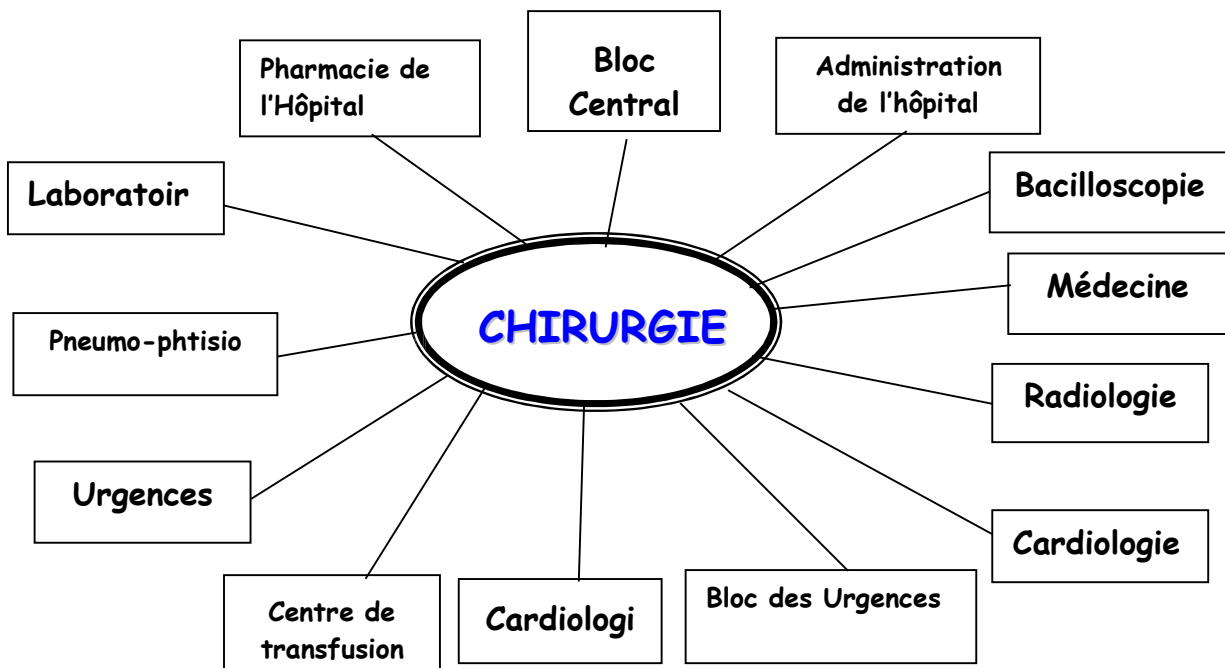 Pharmacie de
l'Hôpital
Bloc
Central
Administration
de l'hôpital
Laboratoir
Bacilloscopie
Médecine
CHIRURGIE
Pneumo-phtisio
Radiologie
Urgences
Cardiologie
Centre de
transfusion
Cardiologi
Bloc des Urgences